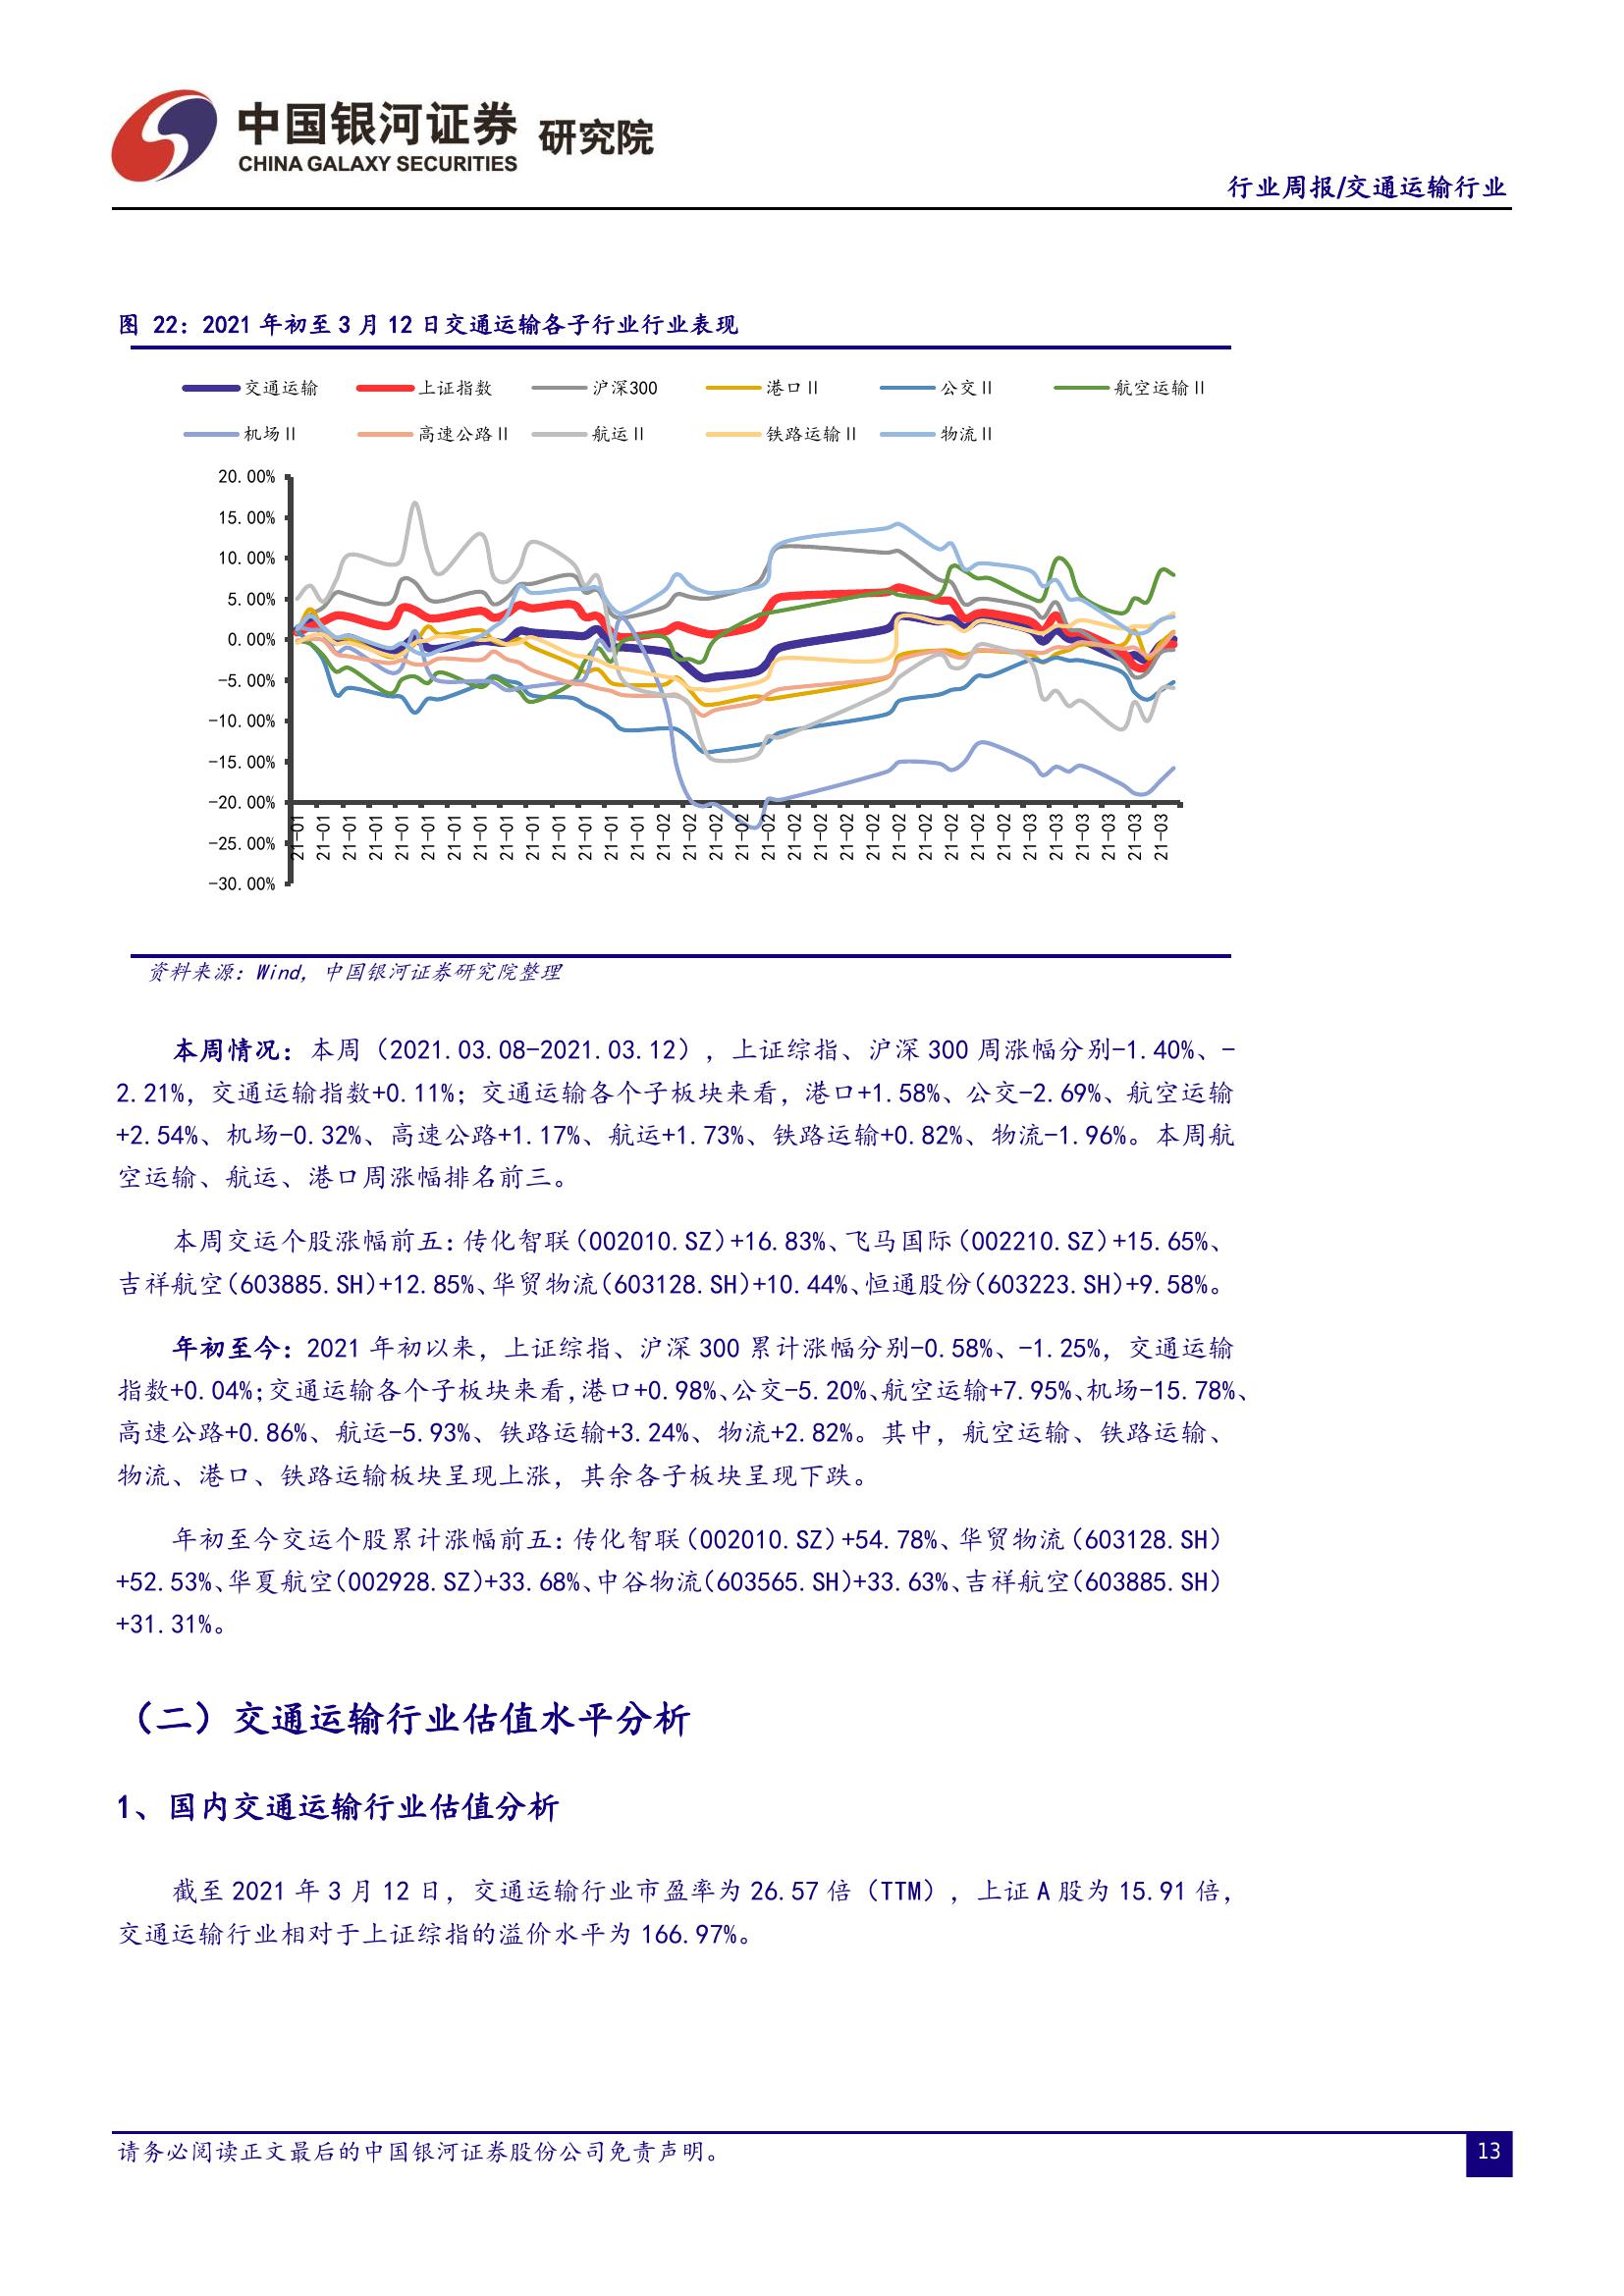 中国银河证券 研究院
CHINA GALAXY SECURITIES
行业周报/交通运输行业
图 22：2021 年初至 3 月 12 日交通运输各子行业行业表现
交通运输 上证指数 沪深300 港口Ⅱ 公交Ⅱ 航空运输Ⅱ
机场Ⅱ 高速公路Ⅱ 航运Ⅱ 铁路运输Ⅱ 物流Ⅱ
20.00%
15.00%
10.00%
5.00%
0.00%
-5.00%
-10.00%
-15.00%
-20.00%
-25.00%
-30.00%
21-01 21-01 21-01 21-01 21-01 21-01 21-01 21-01 21-01 21-01 21-01 21-01 21-01 21-01 21-02 21-02 21-02 21-02 21-02 21-02 21-02 21-02 21-02 21-02 21-02 21-02 21-02 21-02 21-03 21-03 21-03 21-03 21-03 21-03
资料来源：Wind，中国银河证券研究院整理
本周情况：本周（2021.03.08-2021.03.12），上证综指、沪深 300 周涨幅分别-1.40%、-
2.21%，交通运输指数+0.11%；交通运输各个子板块来看，港口+1.58%、公交-2.69%、航空运输
+2.54%、机场-0.32%、高速公路+1.17%、航运+1.73%、铁路运输+0.82%、物流-1.96%。本周航
空运输、航运、港口周涨幅排名前三。
本周交运个股涨幅前五：传化智联（002010.SZ）+16.83%、飞马国际（002210.SZ）+15.65%、
吉祥航空（603885.SH）+12.85%、华贸物流（603128.SH）+10.44%、恒通股份（603223.SH）+9.58%。
年初至今：2021 年初以来，上证综指、沪深 300 累计涨幅分别-0.58%、-1.25%，交通运输
指数+0.04%；交通运输各个子板块来看，港口+0.98%、公交-5.20%、航空运输+7.95%、机场-15.78%、
高速公路+0.86%、航运-5.93%、铁路运输+3.24%、物流+2.82%。其中，航空运输、铁路运输、
物流、港口、铁路运输板块呈现上涨，其余各子板块呈现下跌。
年初至今交运个股累计涨幅前五：传化智联（002010.SZ）+54.78%、华贸物流（603128.SH）
+52.53%、华夏航空（002928.SZ）+33.68%、中谷物流（603565.SH）+33.63%、吉祥航空（603885.SH）
+31.31%。
（二）交通运输行业估值水平分析
1、国内交通运输行业估值分析
截至 2021 年 3 月 12 日，交通运输行业市盈率为 26.57 倍（TTM），上证 A 股为 15.91 倍，
交通运输行业相对于上证综指的溢价水平为 166.97%。
请务必阅读正文最后的中国银河证券股份公司免责声明。
13